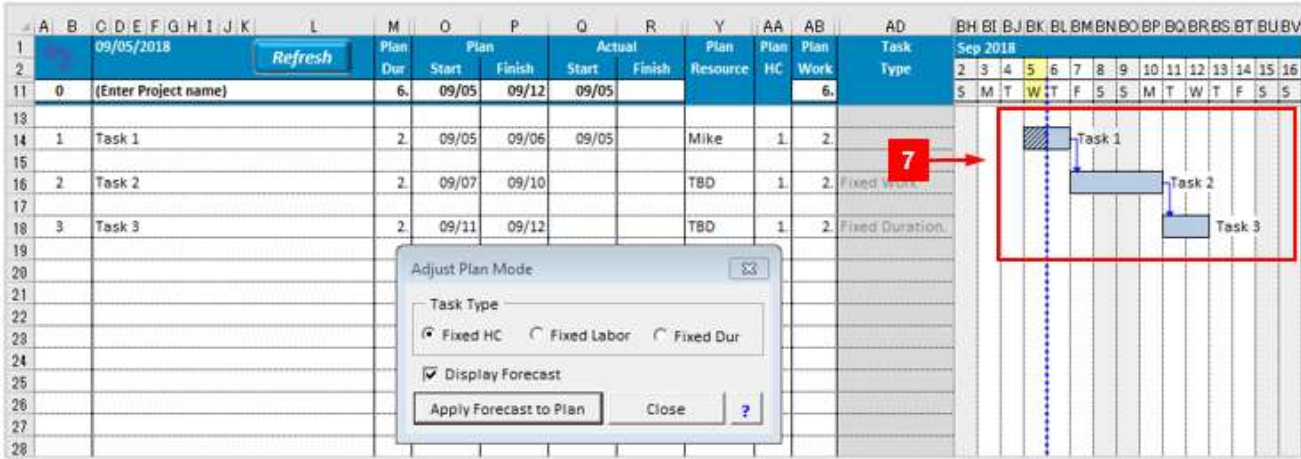 A B C D E F G H I J K L M O P Q R Y AA AB AD BH BI BJ BK BL BM BN BO BP BQ BR BS BT BU BV
1 09/05/2018 Refresh Plan Plan Actual Plan Plan Plan Task Sep 2018
2 Dur Start Finish Start Finish Resource HC Work Type 2 3 4 5 6 7 8 9 10 11 12 13 14 15 16
11 0 (Enter Project name) 6. 09/05 09/12 09/05 6. S M T W T F S S M T W T F S S
13
14 1 Task 1 2. 09/05 09/06 09/05 Mike 1. 2. Task 1
15 7
16 2 Task 2 2. 09/07 09/10 TBD 1. 2. Fixed Work Task 2
17
18 3 Task 3 2. 09/11 09/12 TBD 1. 2. Fixed Duration. Task 3
19
20 Adjust Plan Mode
21
22 Task Type
23 Fixed HC Fixed Labor Fixed Dur
24
25 Display Forecast
26 Apply Forecast to Plan Close ?
27
28